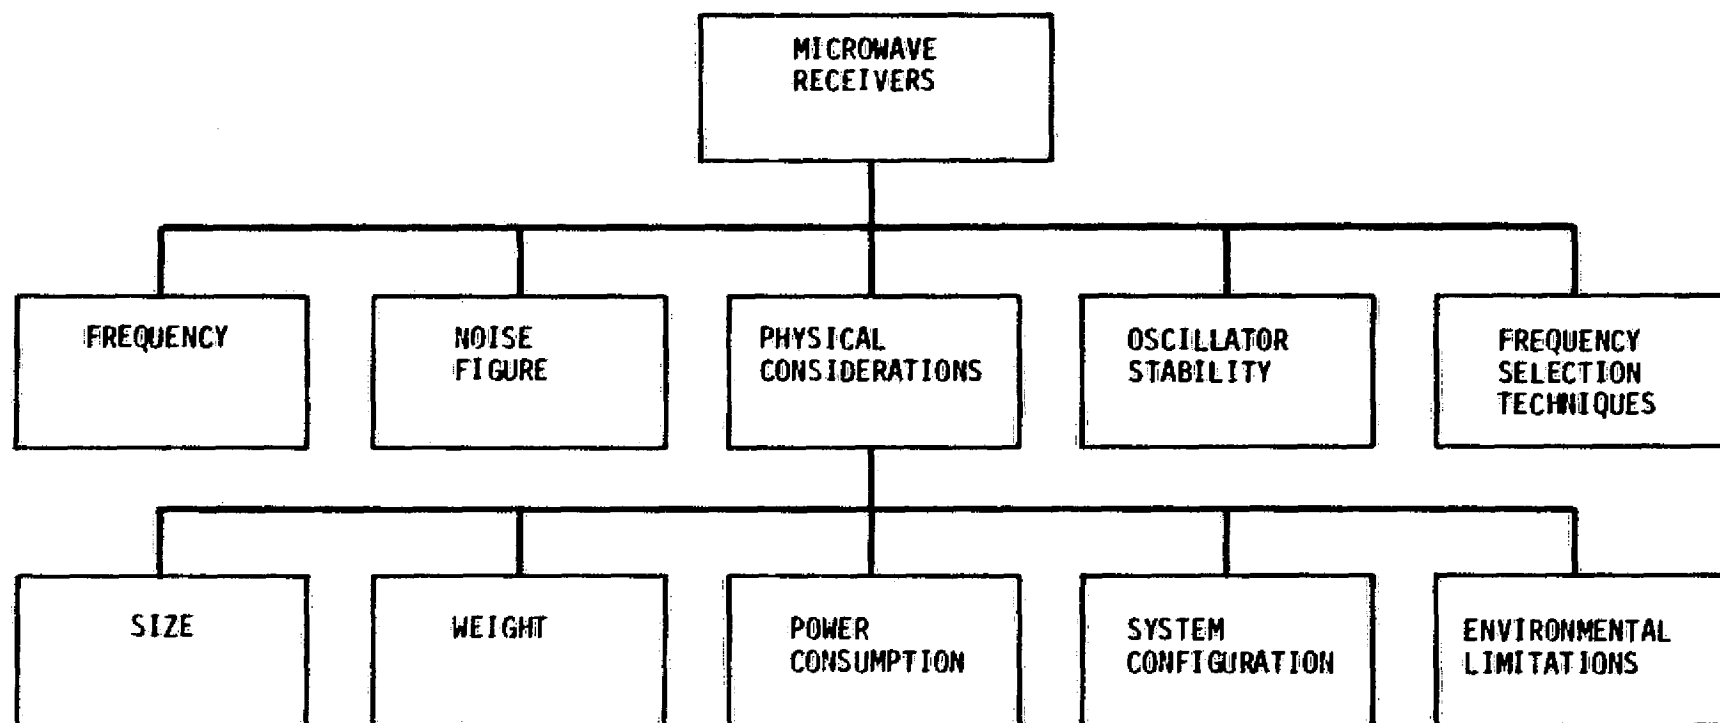 MICROWAVE
RECEIVERS
FREQUENCY
NOISE
FIGURE
PHYSICAL
CONSIDERATIONS
OSCILLATOR
STABILITY
FREQUENCY
SELECTION
TECHNIQUES
SIZE
WEIGHT
POWER
CONSUMPTION
SYSTEM
CONFIGURATION
ENVIRONMENTAL
LIMITATIONS